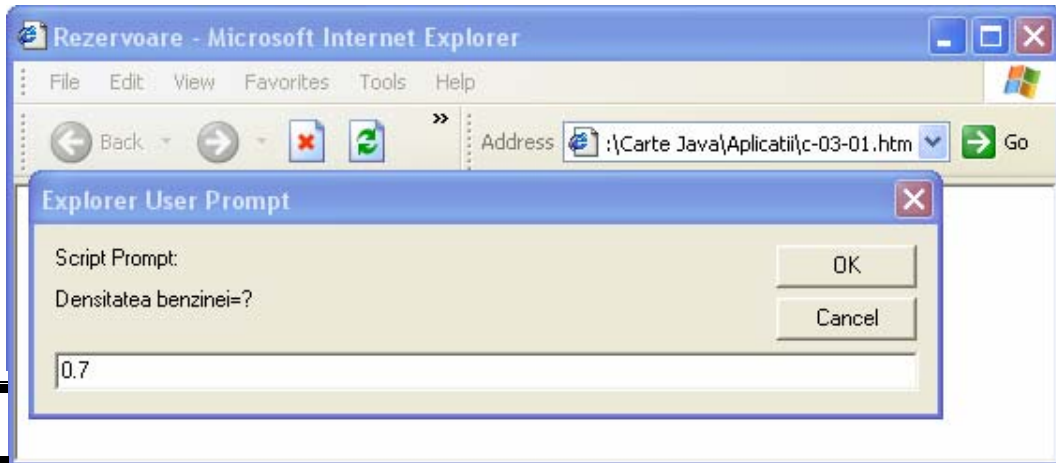 Rezervoare - Microsoft Internet Explorer
File Edit View Favorites Tools Help
Back » Address :\Carte Java\Aplicatii\c-03-01.htm Go
Explorer User Prompt
Script Prompt:
OK
Densitatea benzinei=?
Cancel
0.7